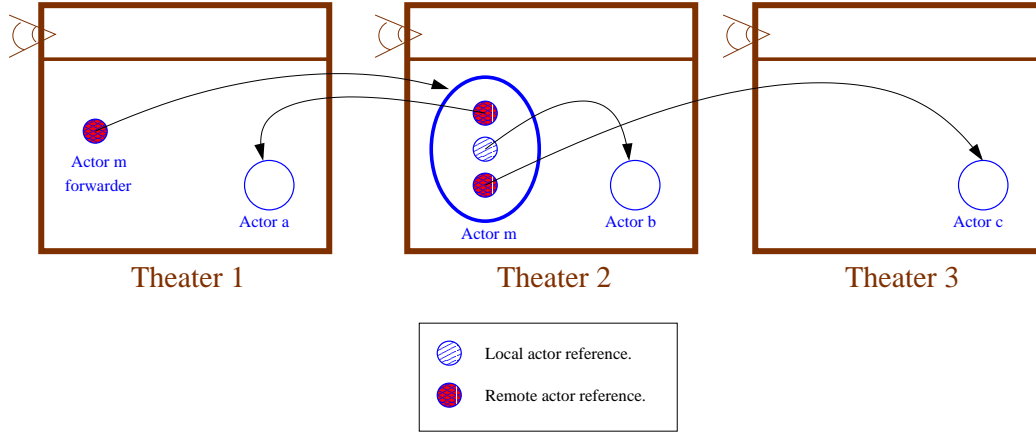 Actor m
forwarder
Actor a
Actor m
Actor b
Actor c
Theater 1
Theater 2
Theater 3
Local actor reference.
Remote actor reference.